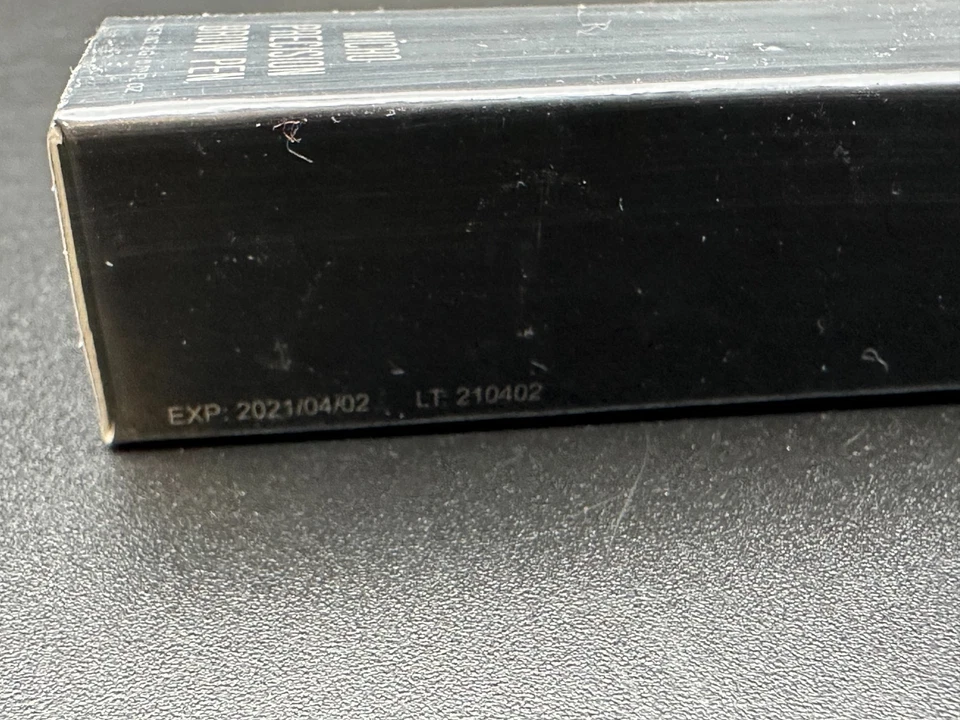 MICRO
PRECISION
BROW PEN
EXP: 2021/04/02 LT: 210402